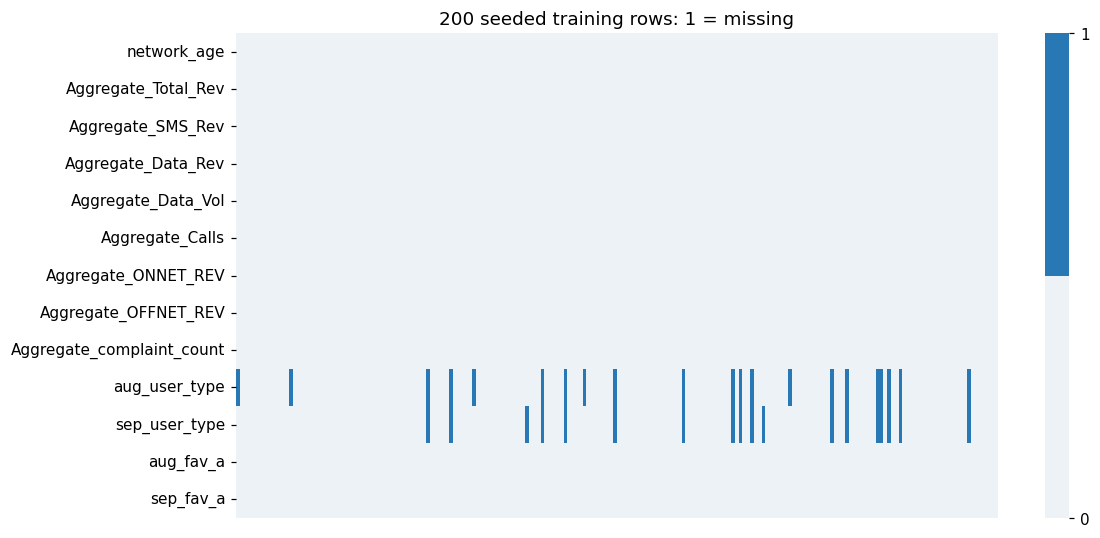 200 seeded training rows: 1 = missing
network_age
Aggregate_Total_Rev
Aggregate_SMS_Rev
Aggregate_Data_Rev
Aggregate_Data_Vol
Aggregate_Calls
Aggregate_ONNET_REV
Aggregate_OFFNET_REV
Aggregate_complaint_count
aug_user_type
sep_user_type
aug_fav_a
sep_fav_a
1
0